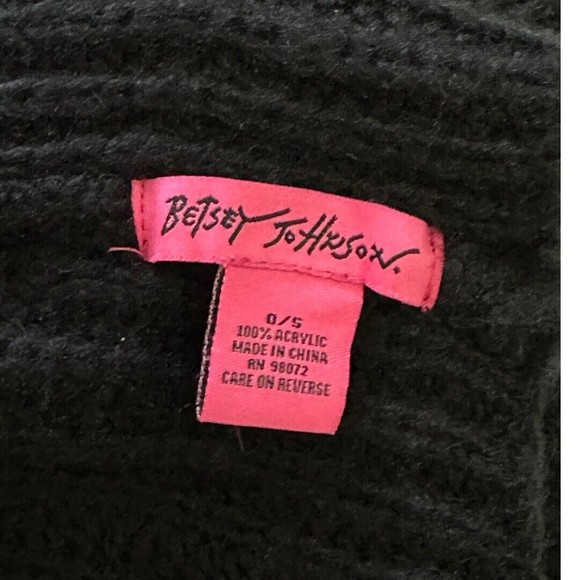 BETSEY JOHNSON.
O/S
100% ACRYLIC
MADE IN CHINA
RN 98072
CARE ON REVERSE